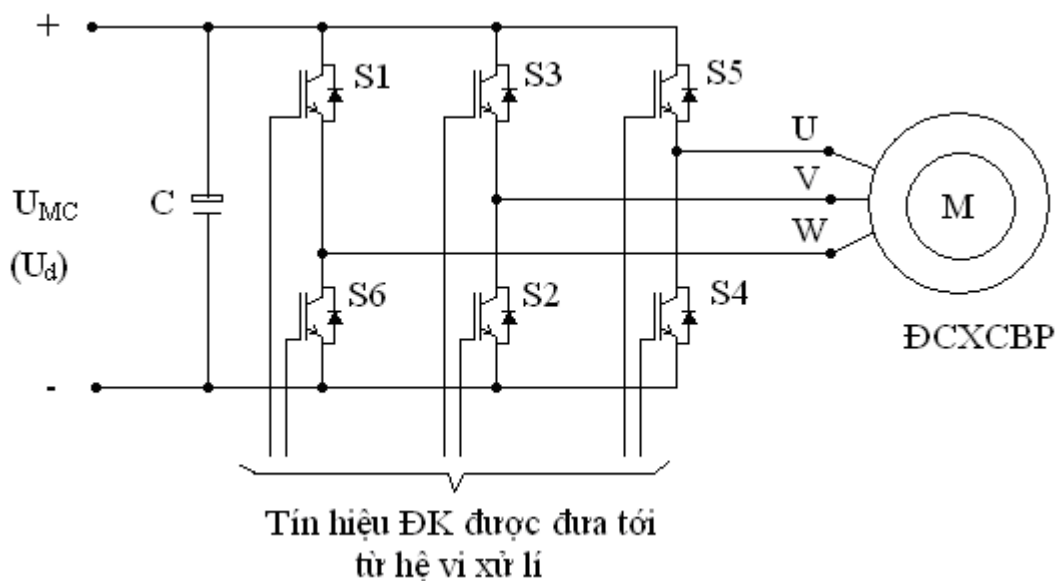 +
S1
S3
S5
U
V
W
M
U_MC
(U_d)
C
S6
S2
S4
ĐCXCBP
-
Tín hiệu ĐK được đưa tới
từ hệ vi xử lí